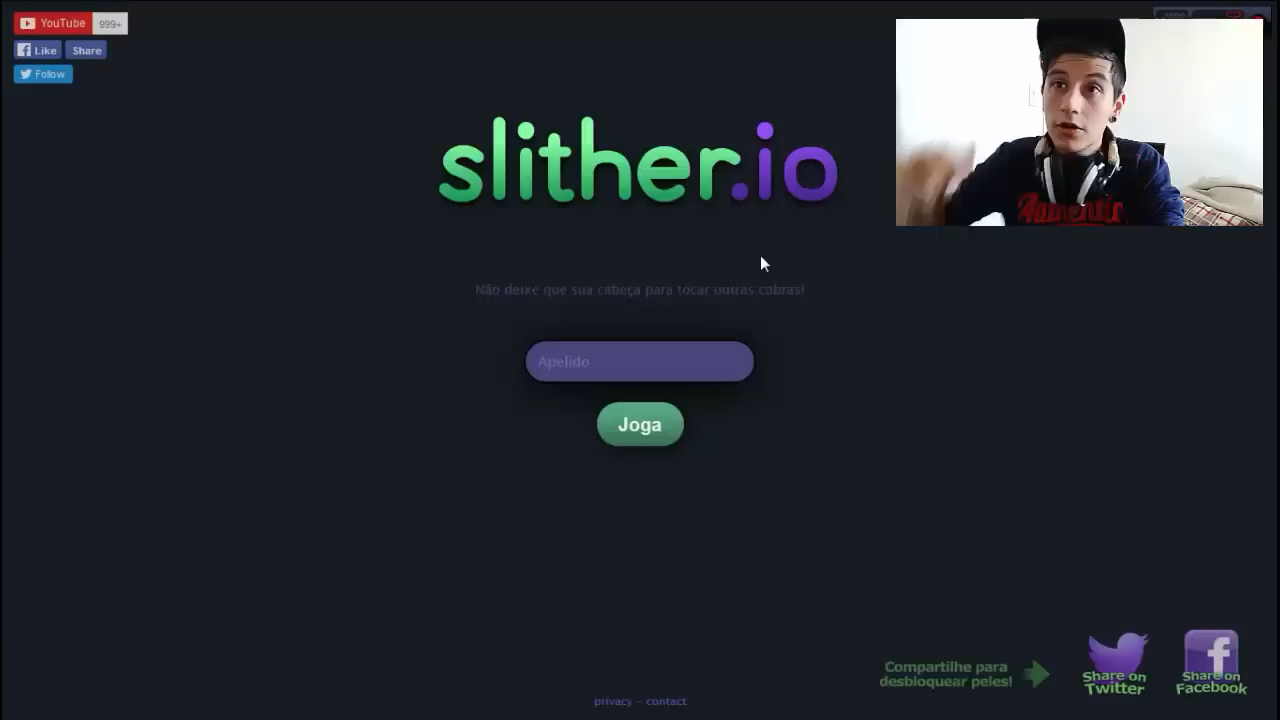 YouTube 999+
Like Share
Follow
slither.io
Não deixe que sua cabeça para tocar outras cobras!
Apelido
Joga
Authentic
Compartilhe para
desbloquear peles!
Share on
Twitter
Share on
Facebook
privacy - contact